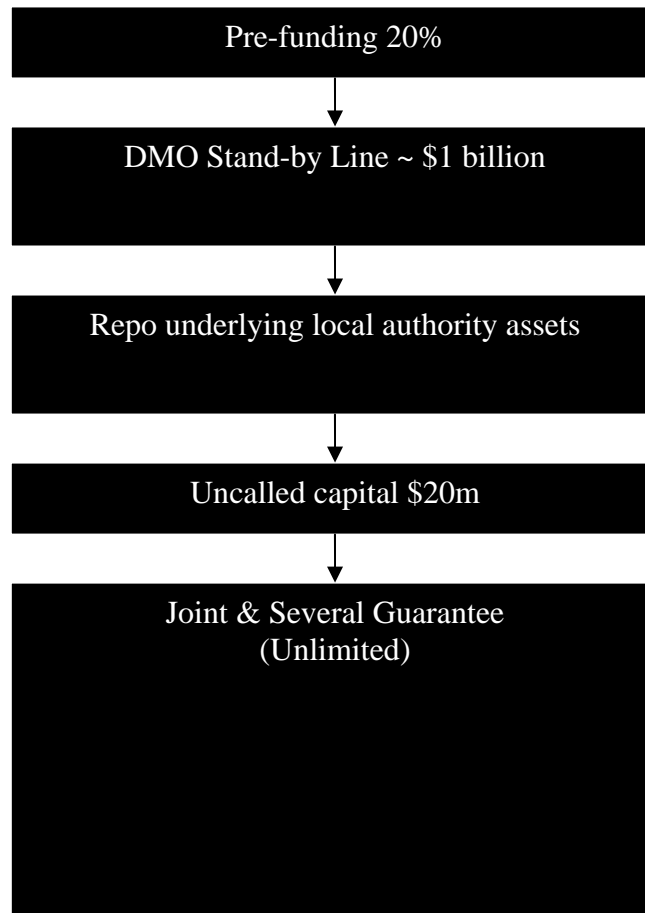 Pre-funding 20%
DMO Stand-by Line ~ $1 billion
Repo underlying local authority assets
Uncalled capital $20m
Joint & Several Guarantee
(Unlimited)